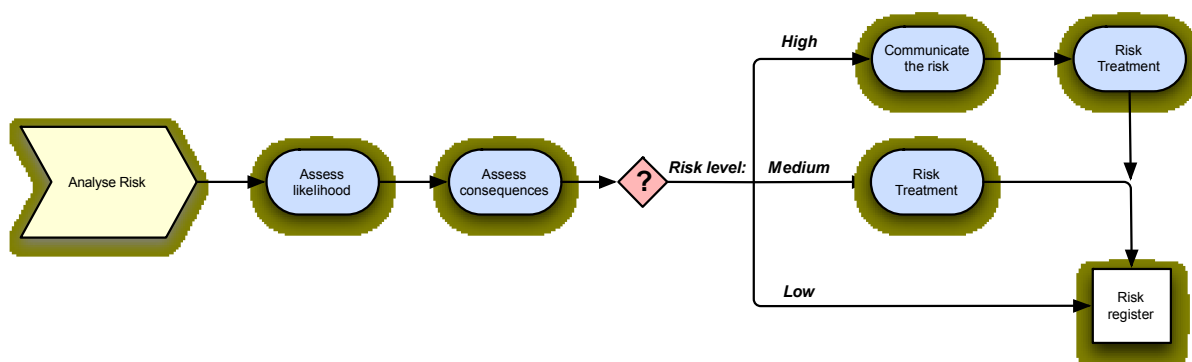 High
Communicate
the risk
Risk
Treatment
Analyse Risk
Assess
likelihood
Assess
consequences
?
Risk level:
Medium
Risk
Treatment
Low
Risk
register